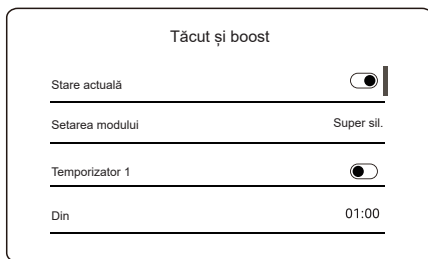 Tăcut și boost
Stare actuală
Setarea modului Super sil.
Temporizator 1
Din 01:00